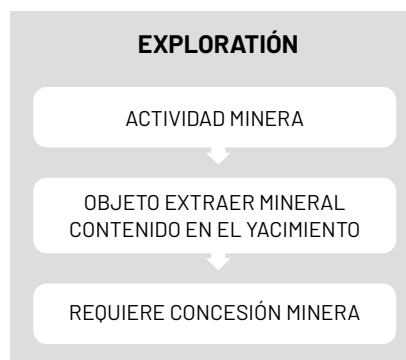 EXPLORATIÓN
ACTIVIDAD MINERA
OBJETO EXTRAER MINERAL
CONTENIDO EN EL YACIMIENTO
REQUIERE CONCESIÓN MINERA